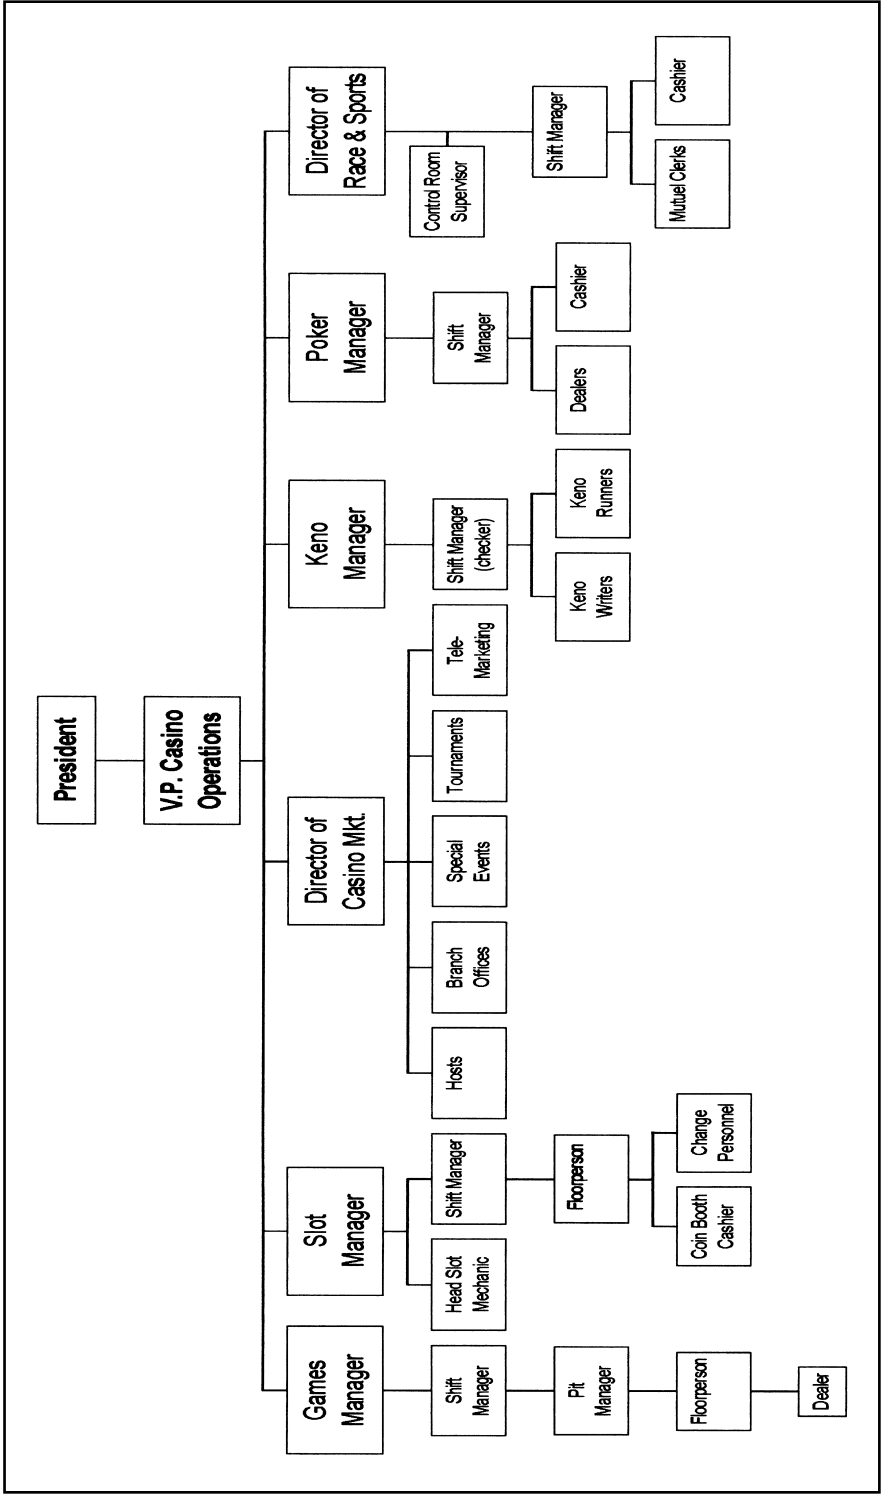 President
V.P. Casino
Operations
Games
Manager
Slot
Manager
Director of
Casino Mkt.
Keno
Manager
Poker
Manager
Director of
Race & Sports
Shift
Manager
Head Slot
Mechanic
Shift Manager
Hosts
Branch
Offices
Special
Events
Tournaments
Tele-
Marketing
Shift Manager
(checker)
Shift
Manager
Control Room
Supervisor
Shift Manager
Pit
Manager
Floorperson
Keno
Writers
Keno
Runners
Dealers
Cashier
Mutuel Clerks
Cashier
Floorperson
Coin Booth
Cashier
Change
Personnel
Dealer